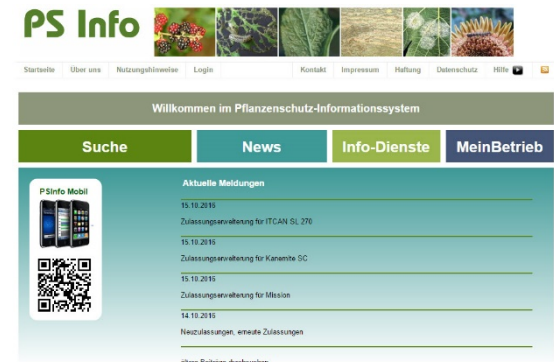 PS Info
Startseite Über uns Nutzungshinweise Login Kontakt Impressum Haftung Datenschutz Hilfe
Willkommen im Pflanzenschutz-Informationssystem
Suche News Info-Dienste MeinBetrieb
PSInfo Mobil
Aktuelle Meldungen
15.10.2015
Zulassungserweiterung für ITCAN SL 270
15.10.2015
Zulassungserweiterung für Kanemite SC
15.10.2015
Zulassungserweiterung für Mission
14.10.2015
Neuzulassungen, erneute Zulassungen
ältere Beiträge